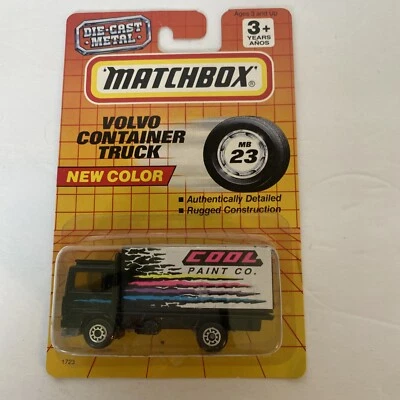 DIE-CAST
METAL
Ages 3 and Up
3+
YEARS
AÑOS
MATCHBOX®
VOLVO
CONTAINER
TRUCK
MB
23
NEW COLOR
■ Authentically Detailed
■ Rugged Construction
COOL
PAINT CO.
1723